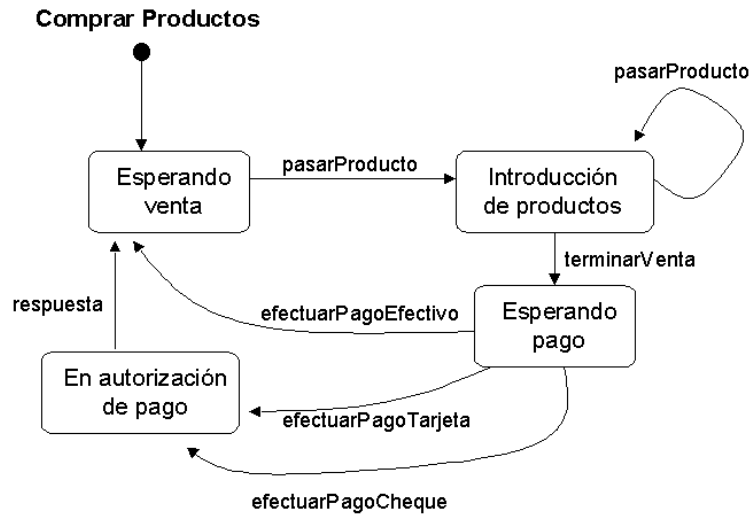 Comprar Productos
pasarProducto
Esperando
venta
pasarProducto
Introducción
de productos
terminarVenta
respuesta
efectuarPagoEfectivo
Esperando
pago
En autorización
de pago
efectuarPagoTarjeta
efectuarPagoCheque